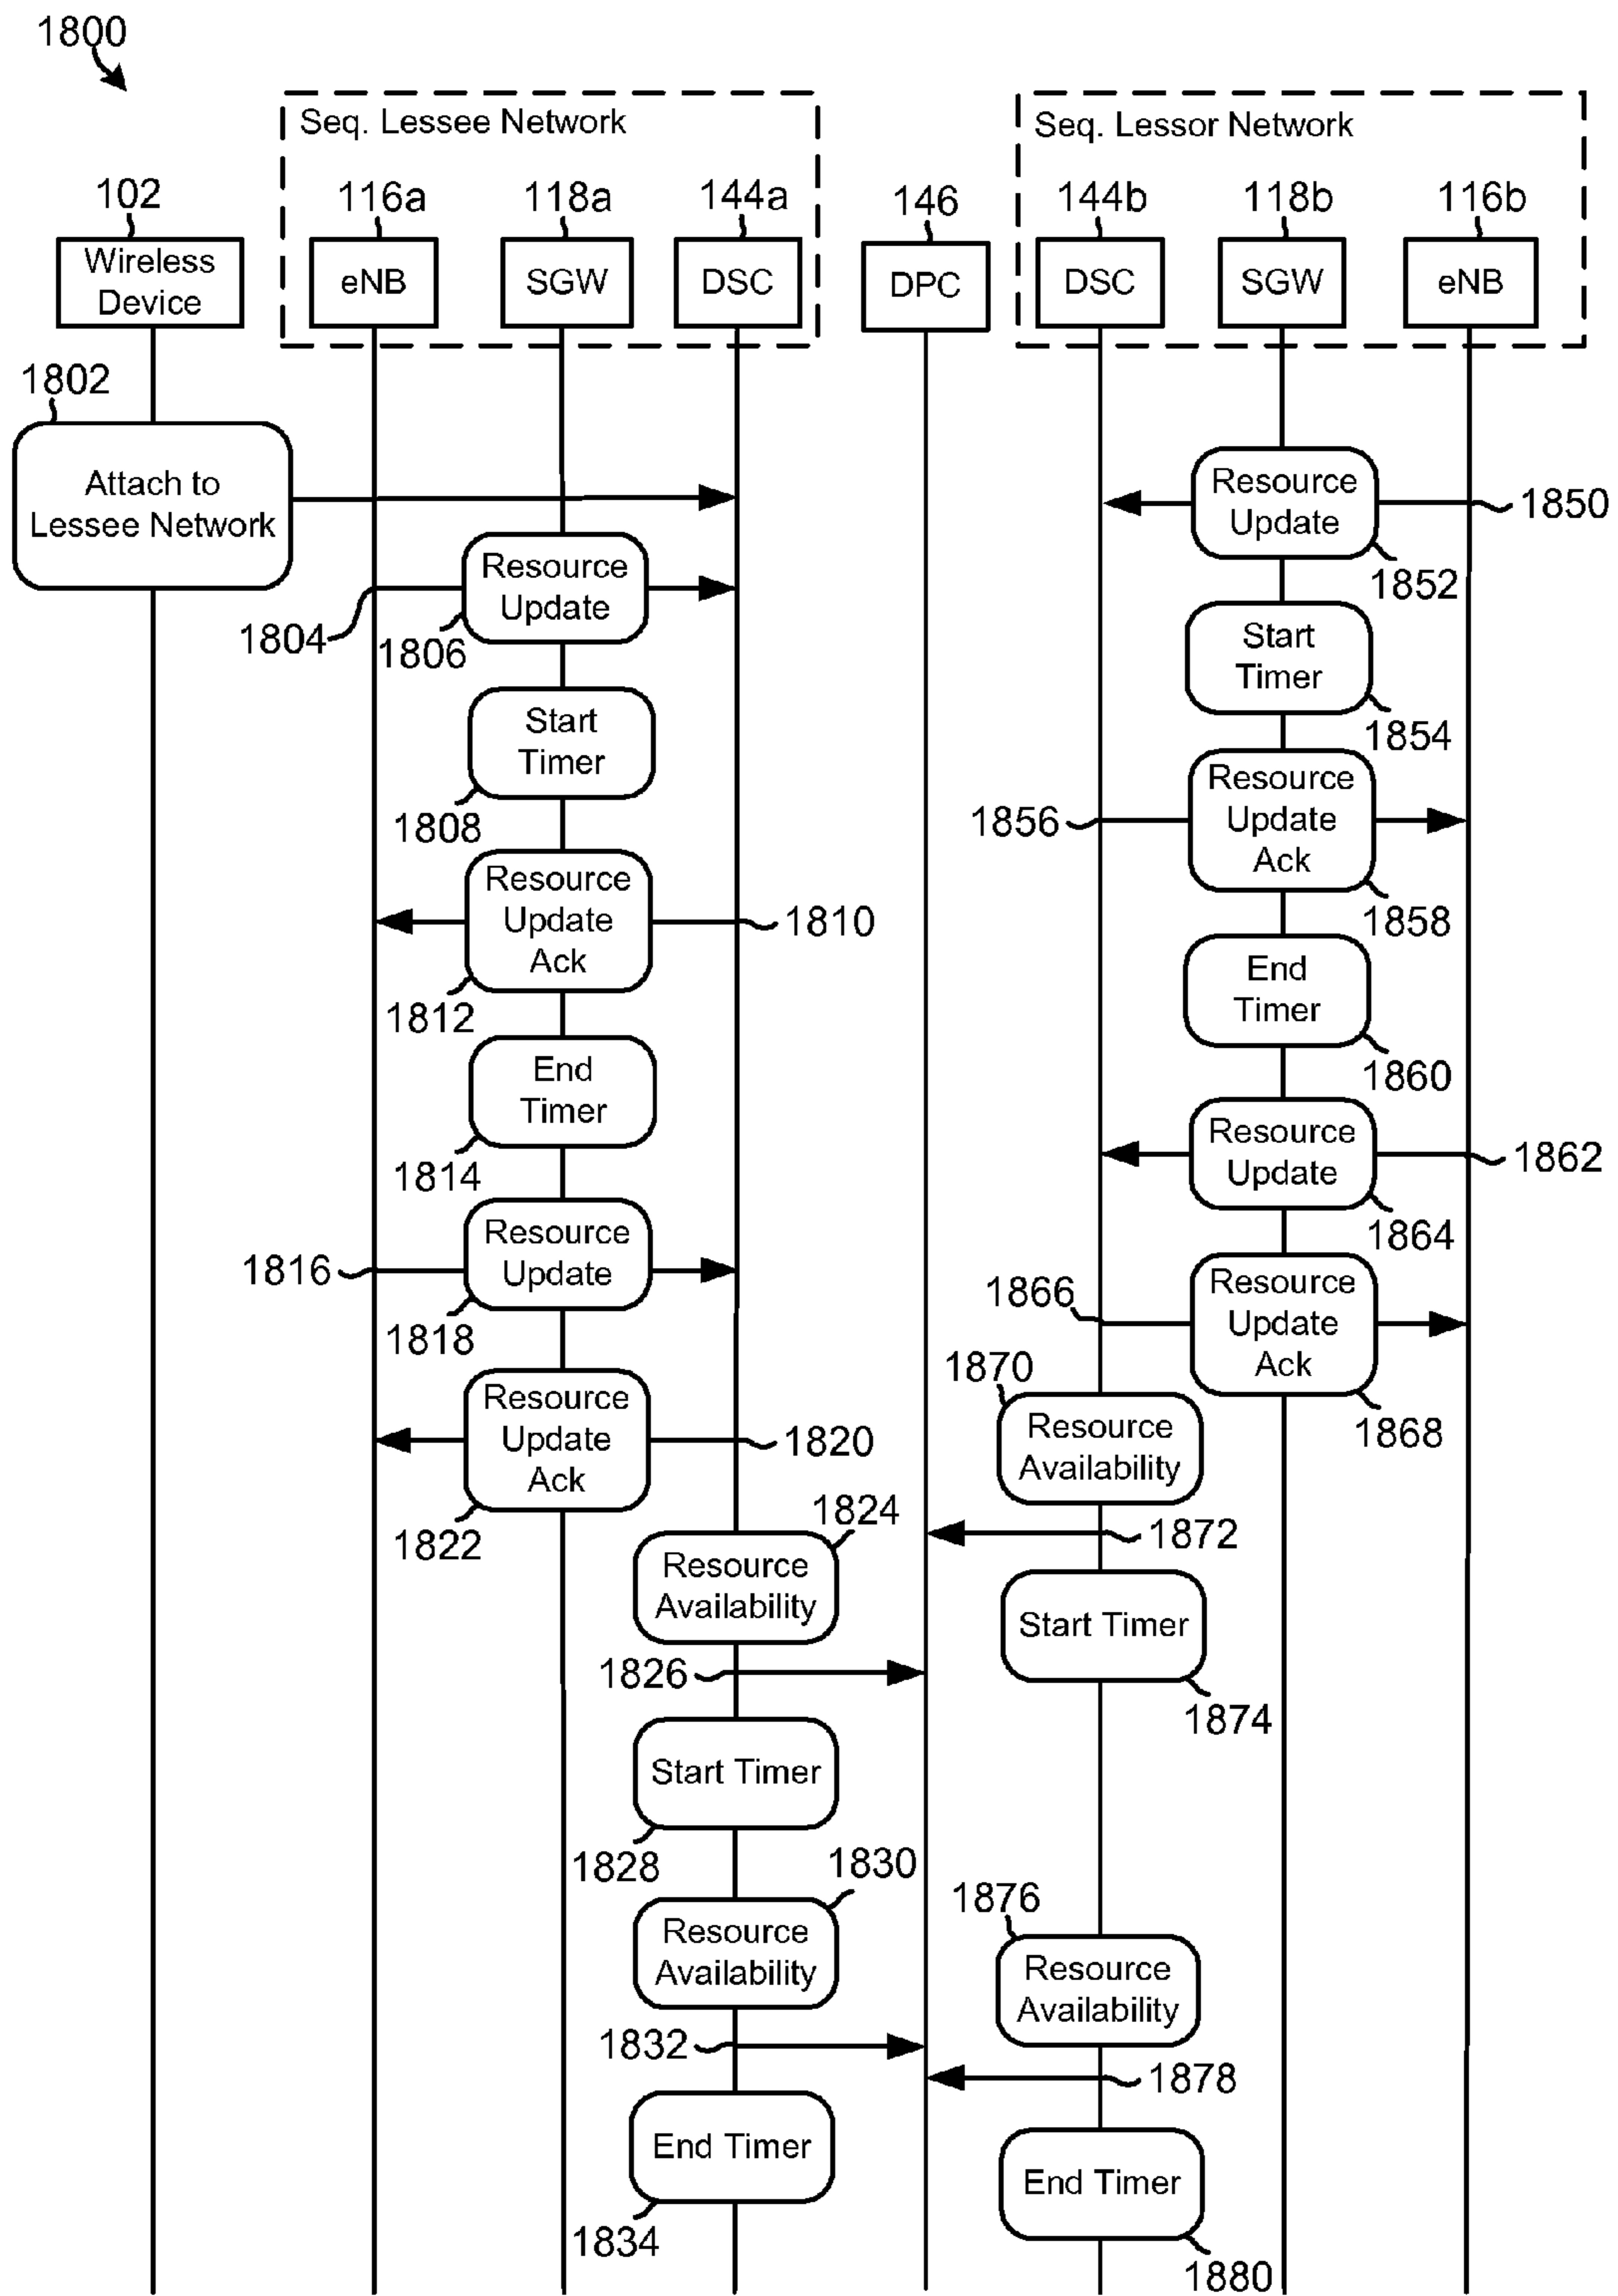 1800
Seq. Lessee Network
Seq. Lessor Network
102
116a
118a
144a
146
144b
118b
116b
Wireless
Device
eNB
SGW
DSC
DPC
DSC
SGW
eNB
1802
Attach to
Lessee Network
Resource
Update
1850
1852
Resource
Update
1804
1806
Start
Timer
1854
Start
Timer
1808
Resource
Update
Ack
1856
1858
Resource
Update
Ack
1810
1812
End
Timer
1860
End
Timer
1814
Resource
Update
1862
1864
Resource
Update
1816
1818
1866
Resource
Update
Ack
1868
Resource
Update
Ack
1820
1822
1870
Resource
Availability
1872
1824
Resource
Availability
1826
Start Timer
1874
Start Timer
1828
1830
Resource
Availability
1876
Resource
Availability
1832
1878
End Timer
1834
End Timer
1880